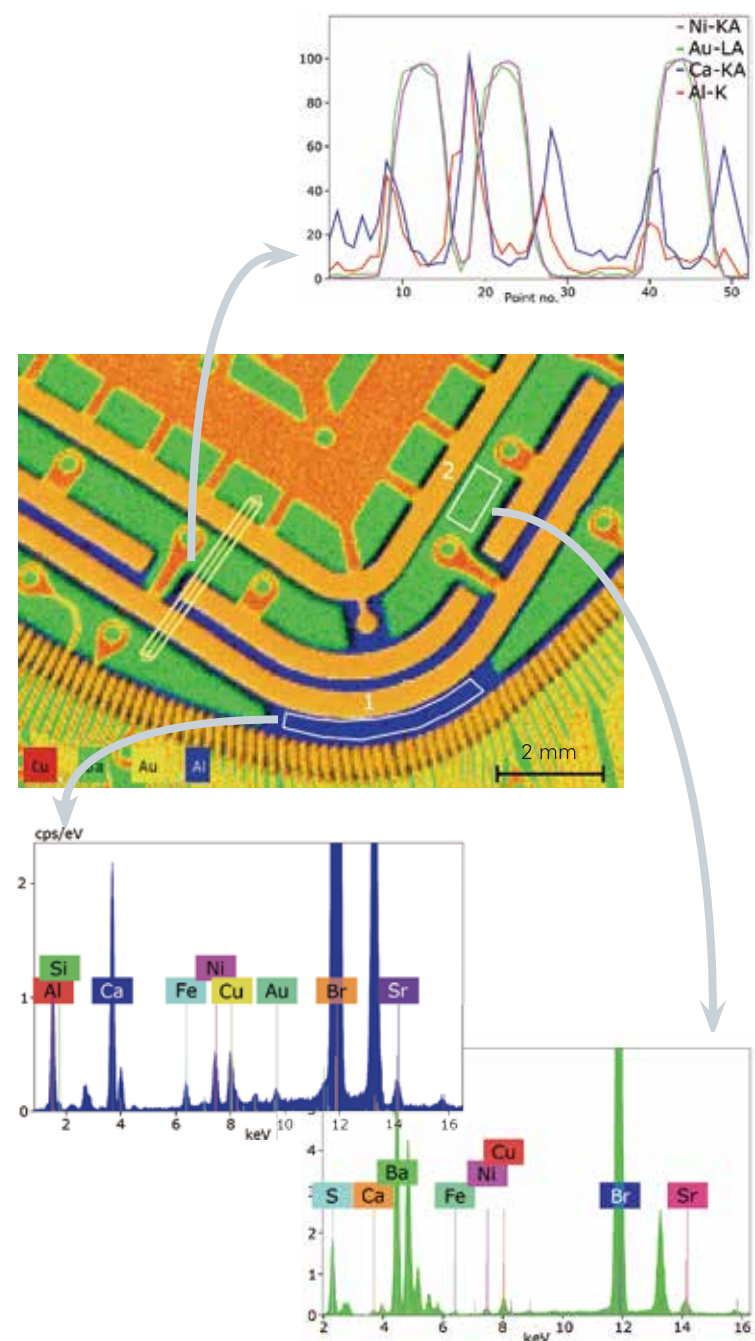 - Ni-KA
- Au-LA
- Ca-KA
- Al-K
100
80
60
40
20
0
10 20 30 40 50
Point no.
2
1
Cu Ba Au Al
2 mm
cps/eV
2
1
0
Si Ni
Al Ca Fe Cu Au Br Sr
2 4 6 8 10 12 14 16
keV
4
2
1
0
Cu
Ba Ni
S Ca Fe Br Sr
2 4 6 8 10 12 14 16
keV